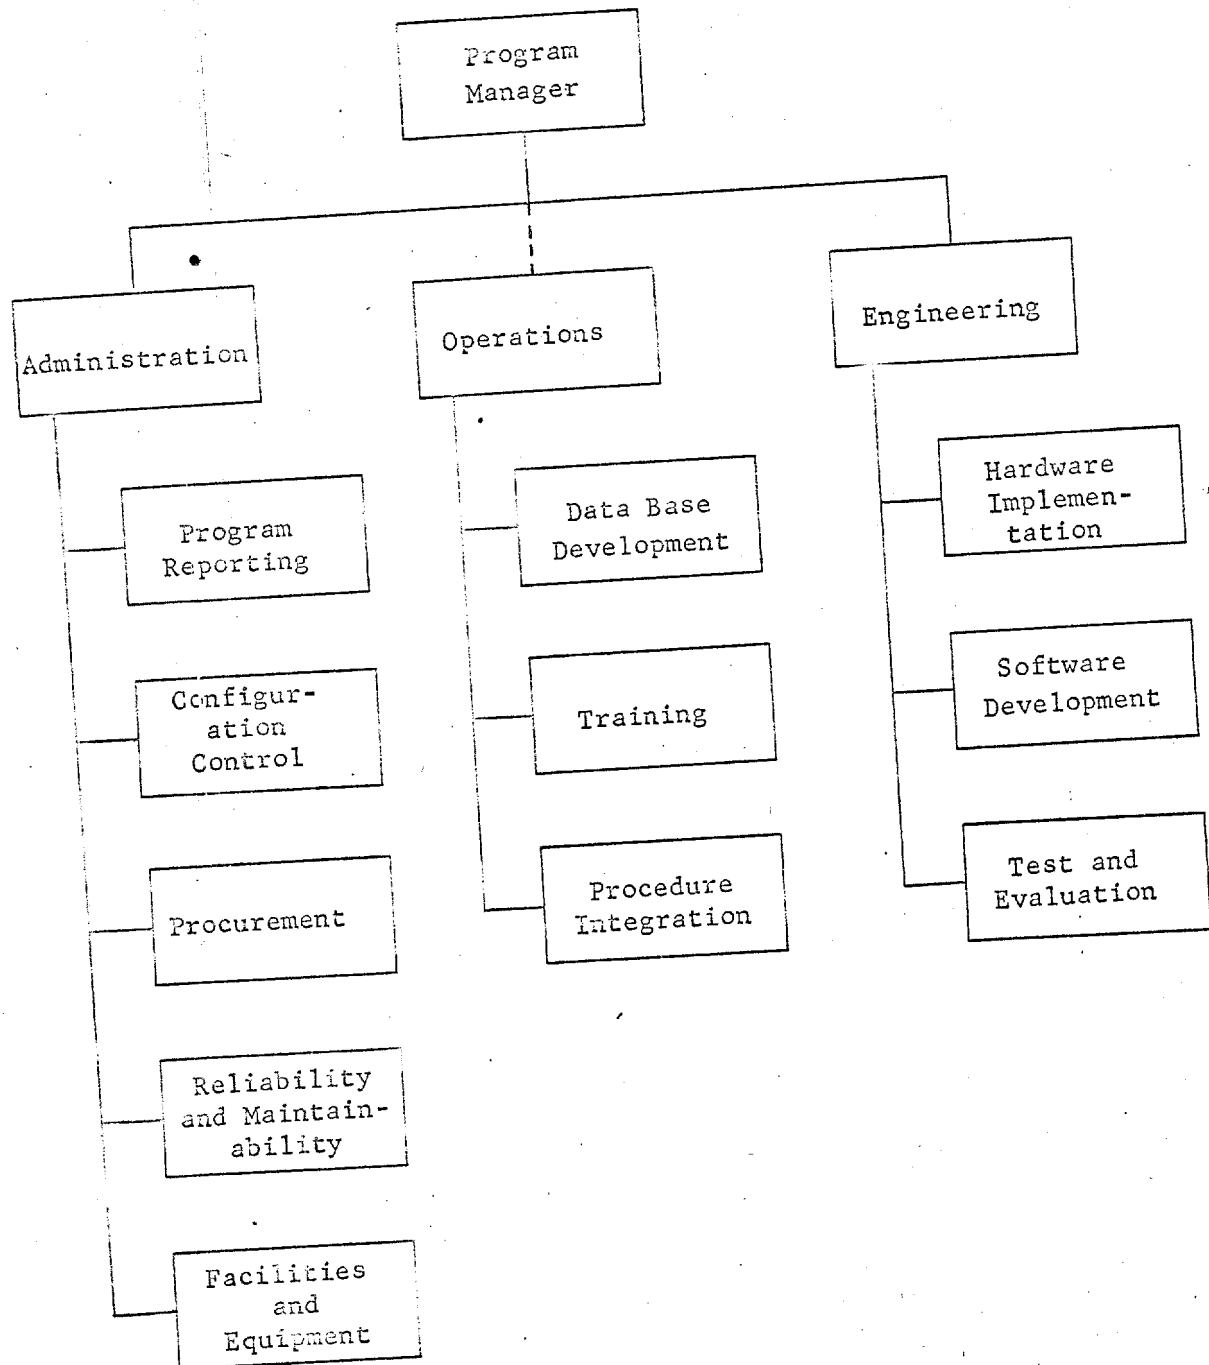 Program
Manager
Administration
Operations
Engineering
Program
Reporting
Configur-
ation
Control
Procurement
Reliability
and Maintain-
ability
Facilities
and
Equipment
Data Base
Development
Training
Procedure
Integration
Hardware
Implemen-
tation
Software
Development
Test and
Evaluation